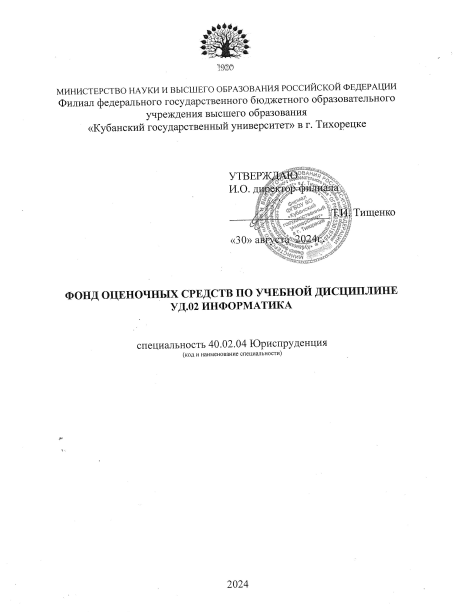 1920
МИНИСТЕРСТВО НАУКИ И ВЫСШЕГО ОБРАЗОВАНИЯ РОССИЙСКОЙ ФЕДЕРАЦИИ
Филиал федерального государственного бюджетного образовательного
учреждения высшего образования
«Кубанский государственный университет» в г. Тихорецке
УТВЕРЖДАЮ
И.О. директор филиала
Т.И. Тищенко
«30» августа 2024г.
ФОНД ОЦЕНОЧНЫХ СРЕДСТВ ПО УЧЕБНОЙ ДИСЦИПЛИНЕ
УД.02 ИНФОРМАТИКА
специальность 40.02.04 Юриспруденция
(код и наименование специальности)
2024